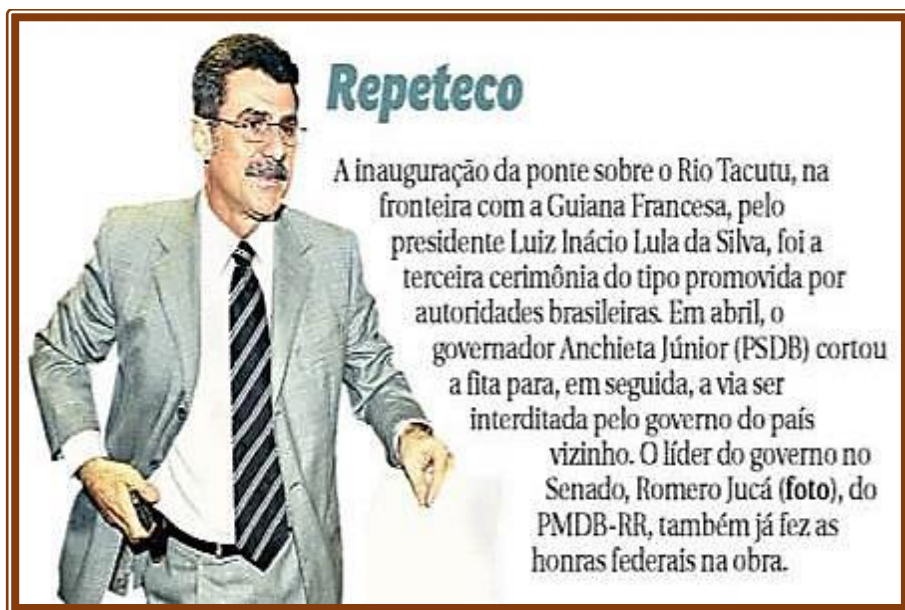 Repeteco
A inauguração da ponte sobre o Rio Tacutu, na
fronteira com a Guiana Francesa, pelo
presidente Luiz Inácio Lula da Silva, foi a
terceira cerimônia do tipo promovida por
autoridades brasileiras. Em abril, o
governador Anchieta Júnior (PSDB) cortou
a fita para, em seguida, a via ser
interditada pelo governo do país
vizinho. O líder do governo no
Senado, Romero Jucá (foto), do
PMDB-RR, também já fez as
honras federais na obra.